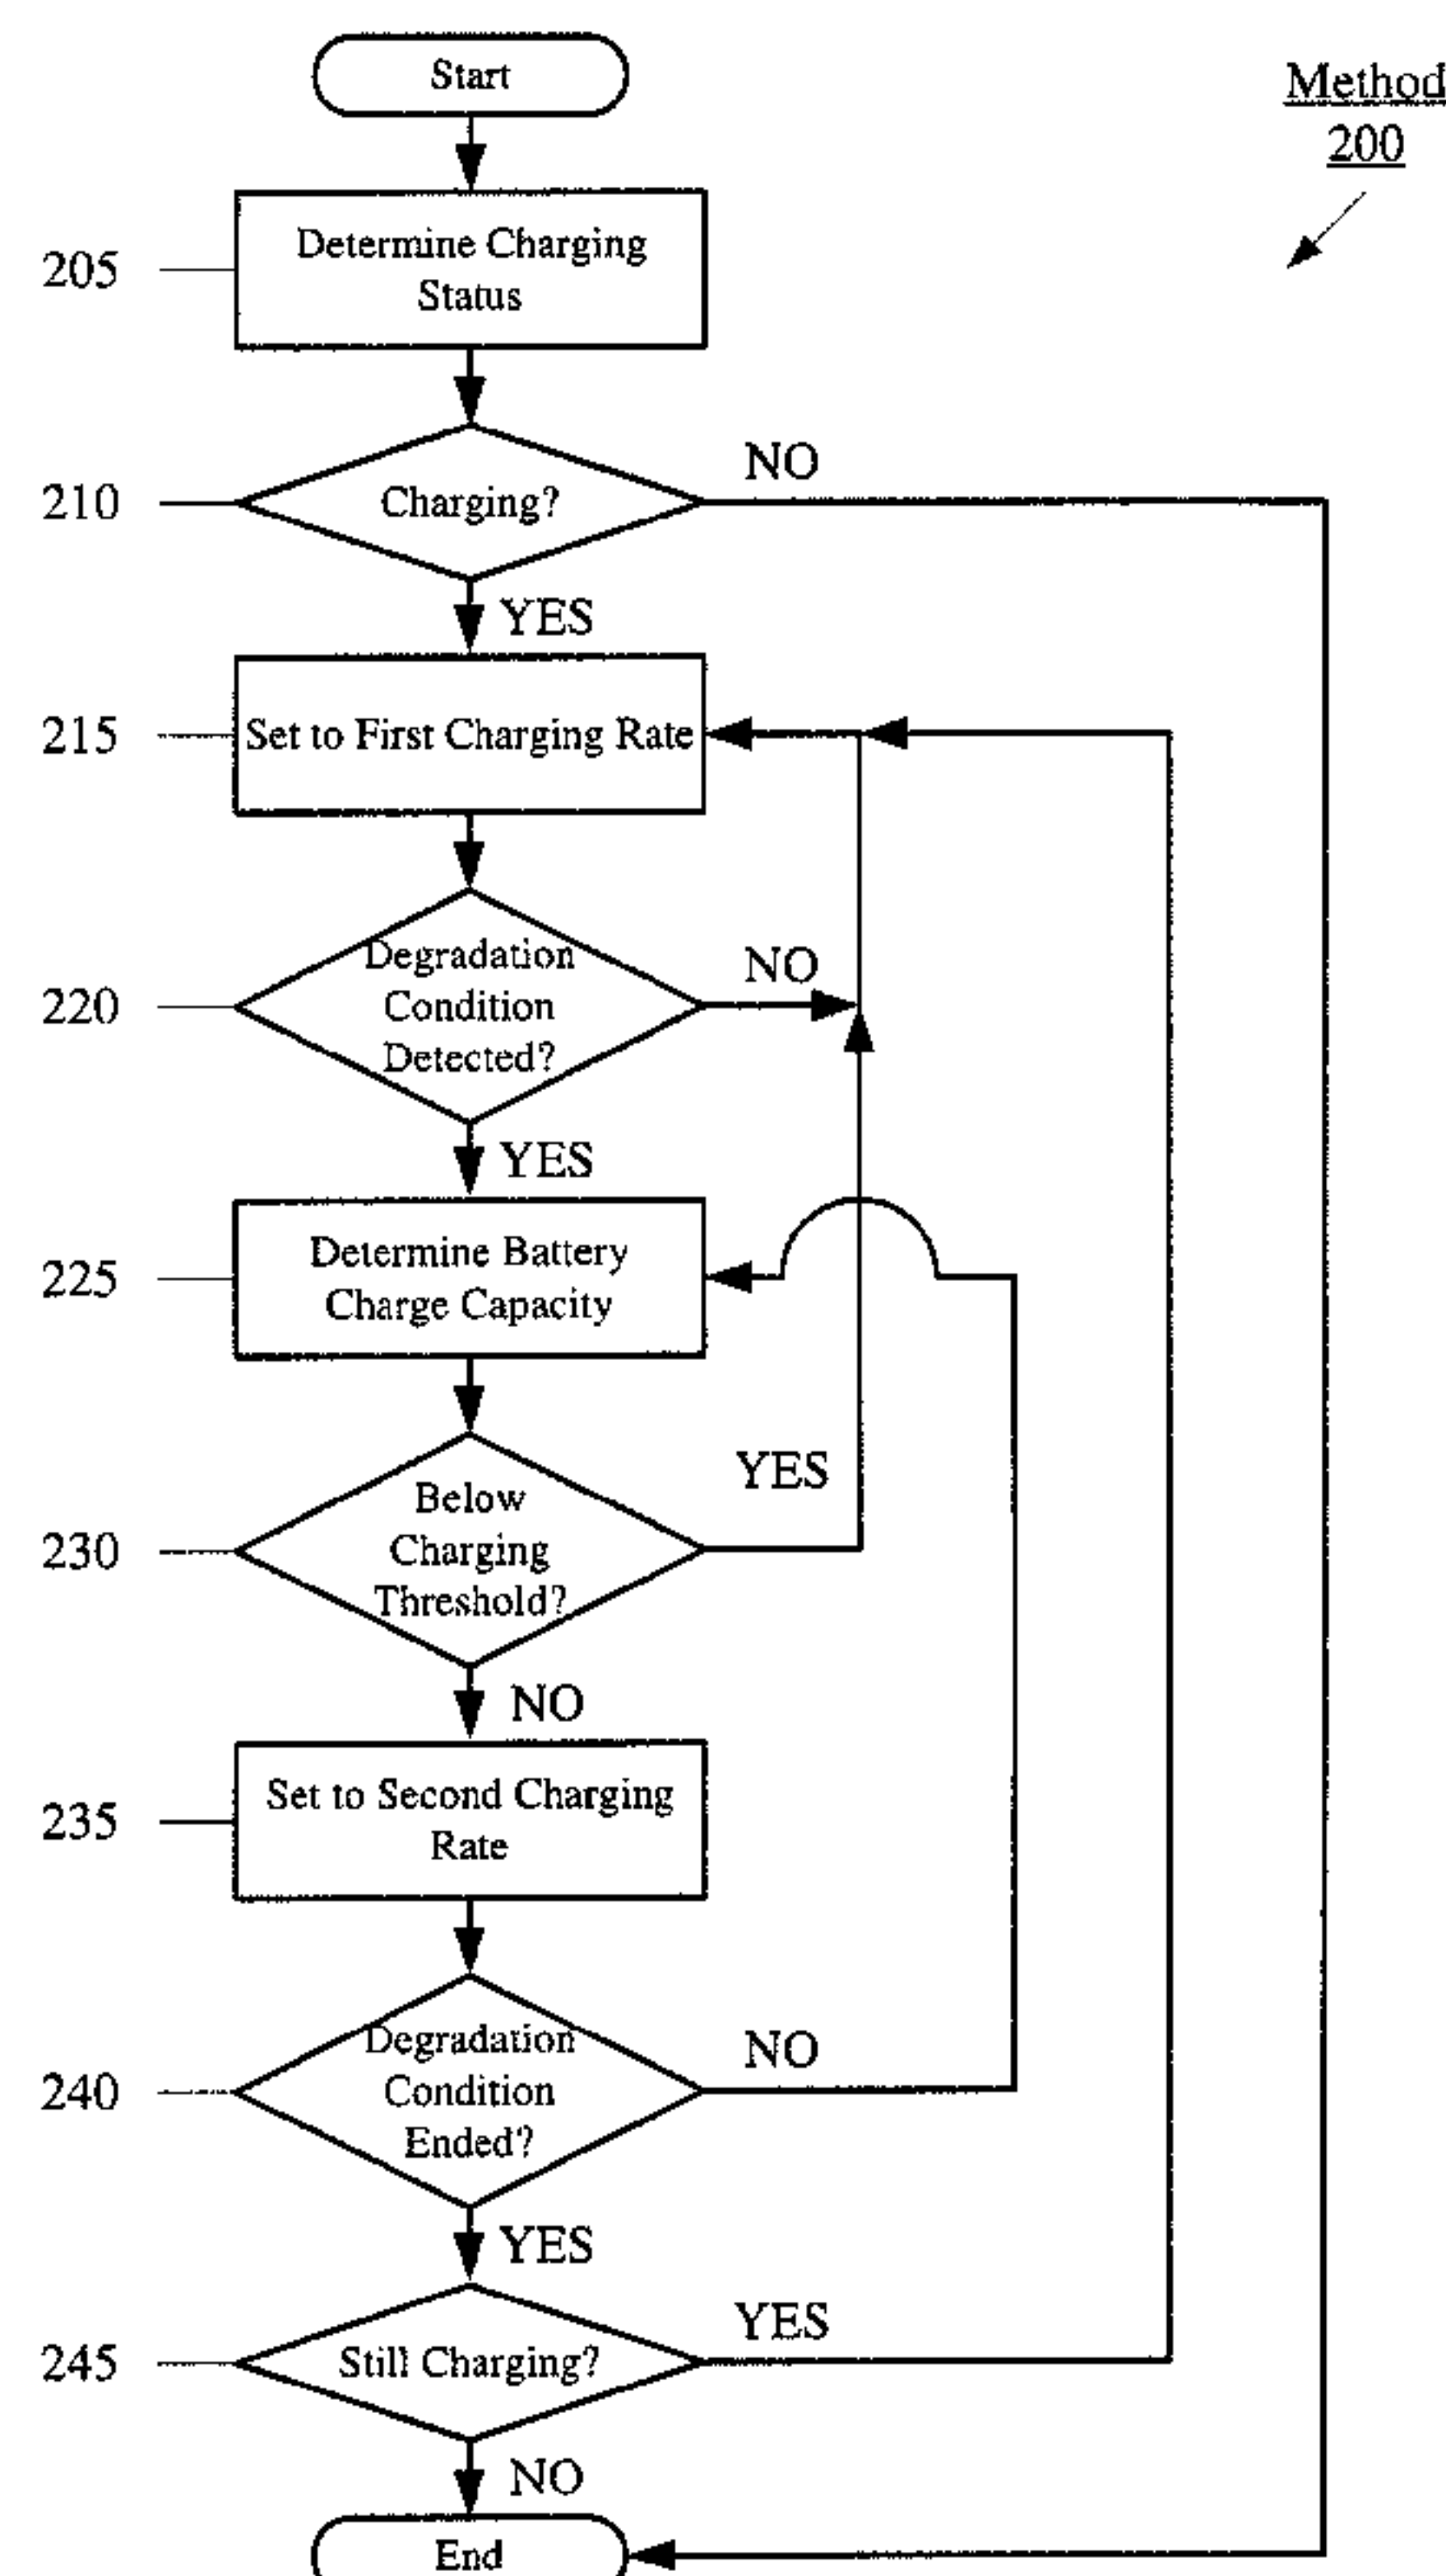 Start
Method
200
205
Determine Charging
Status
210
Charging?
NO
YES
215
Set to First Charging Rate
220
Degradation
Condition
Detected?
NO
YES
225
Determine Battery
Charge Capacity
230
Below
Charging
Threshold?
YES
NO
235
Set to Second Charging
Rate
240
Degradation
Condition
Ended?
NO
YES
245
Still Charging?
YES
NO
End